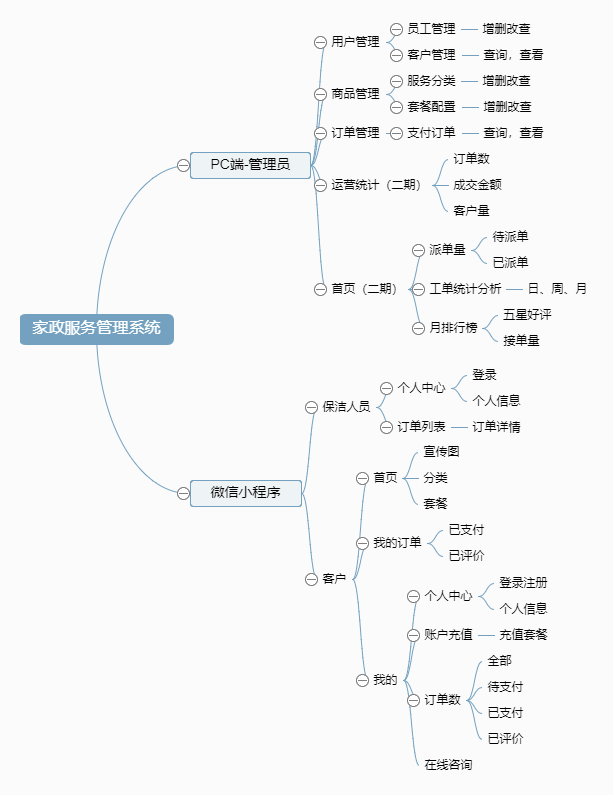 家政服务管理系统
PC端-管理员
用户管理
员工管理
增删改查
客户管理
查询，查看
商品管理
服务分类
增删改查
套餐配置
增删改查
订单管理
支付订单
查询，查看
运营统计（二期）
订单数
成交金额
客户量
首页（二期）
派单量
待派单
已派单
工单统计分析
日、周、月
月排行榜
五星好评
接单量
微信小程序
保洁人员
个人中心
登录
个人信息
订单列表
订单详情
客户
首页
宣传图
分类
套餐
我的订单
已支付
已评价
我的
个人中心
登录注册
个人信息
账户充值
充值套餐
订单数
全部
待支付
已支付
已评价
在线咨询